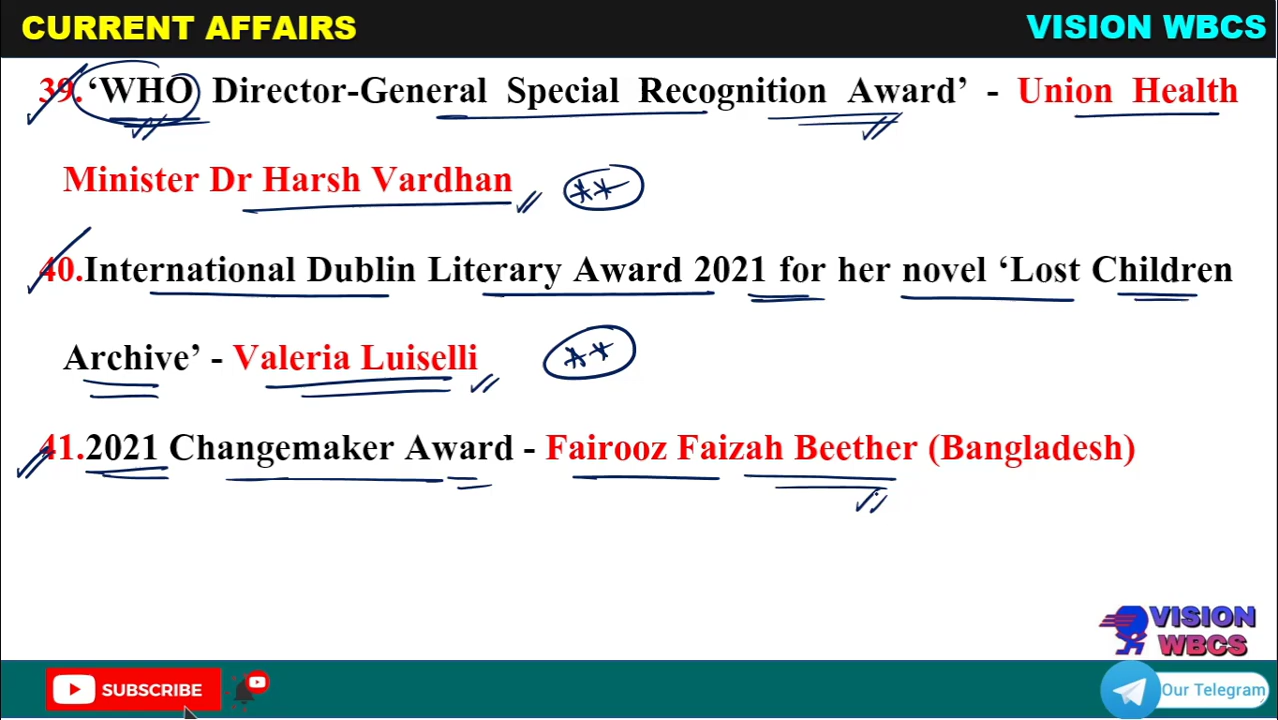 CURRENT AFFAIRS
VISION WBCS
39. ‘WHO Director-General Special Recognition Award’ - Union Health
Minister Dr Harsh Vardhan
40.International Dublin Literary Award 2021 for her novel ‘Lost Children
Archive’ - Valeria Luiselli
41.2021 Changemaker Award - Fairooz Faizah Beether (Bangladesh)
VISION
WBCS
SUBSCRIBE
Our Telegram